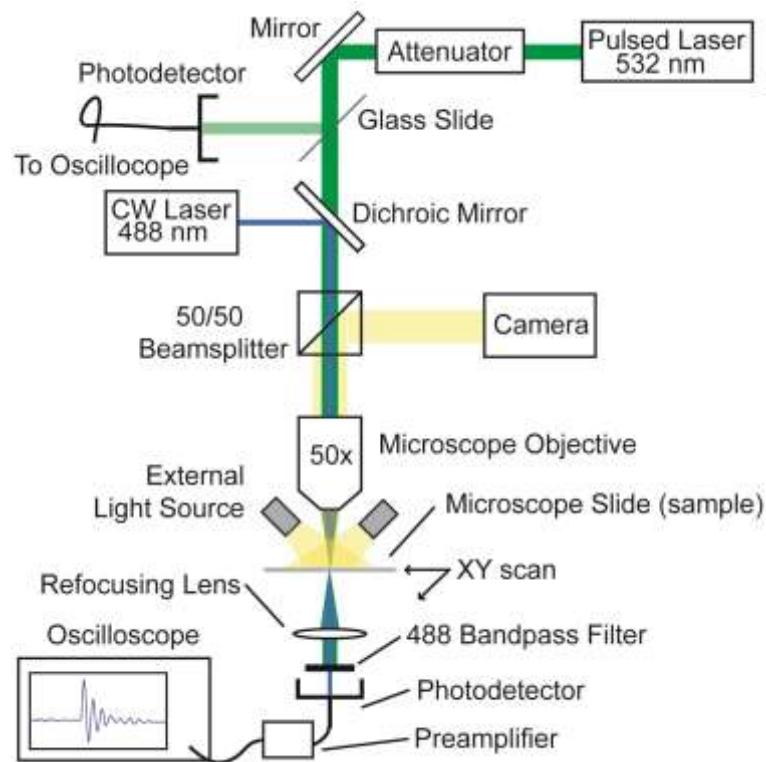 Mirror
Attenuator
Pulsed Laser
532 nm
Photodetector
Glass Slide
To Oscillocope
CW Laser
488 nm
Dichroic Mirror
50/50
Beamsplitter
Camera
50x
Microscope Objective
External
Light Source
Microscope Slide (sample)
XY scan
Refocusing Lens
Oscilloscope
488 Bandpass Filter
Photodetector
Preamplifier